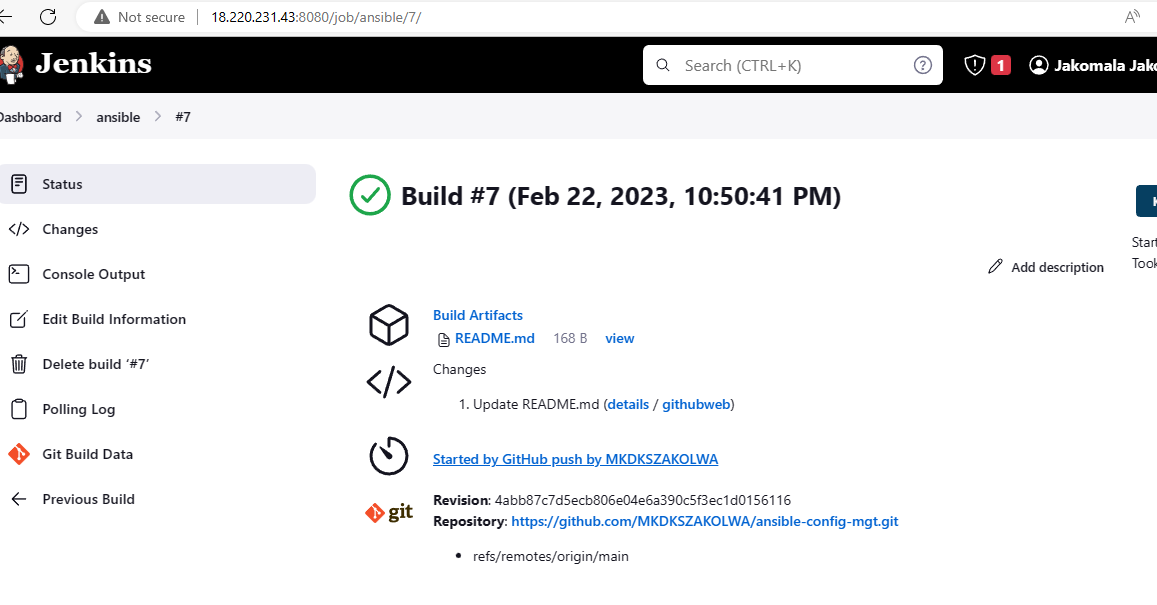 Not secure 18.220.231.43:8080/job/ansible/7/ A
Jenkins Search (CTRL+K) ? 1 Jakomala Jako
Dashboard ansible #7
Status
Changes
Console Output
Edit Build Information
Delete build ‘#7’
Polling Log
Git Build Data
Previous Build
Build #7 (Feb 22, 2023, 10:50:41 PM)
K
Start
Took
Add description
Build Artifacts
README.md 168 B view
Changes
1. Update README.md (details / githubweb)
Started by GitHub push by MKDKSZAKOLWA
git
Revision: 4abb87c7d5ecb806e04e6a390c5f3ec1d0156116
Repository: https://github.com/MKDKSZAKOLWA/ansible-config-mgt.git
• refs/remotes/origin/main